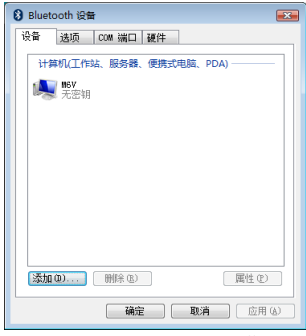 Bluetooth 设备
设备 选项 COM 端口 硬件
计算机(工作站、服务器、便携式电脑、PDA)
M6V
无密钥
添加(D)... 删除(R) 属性(P)
确定 取消 应用(A)